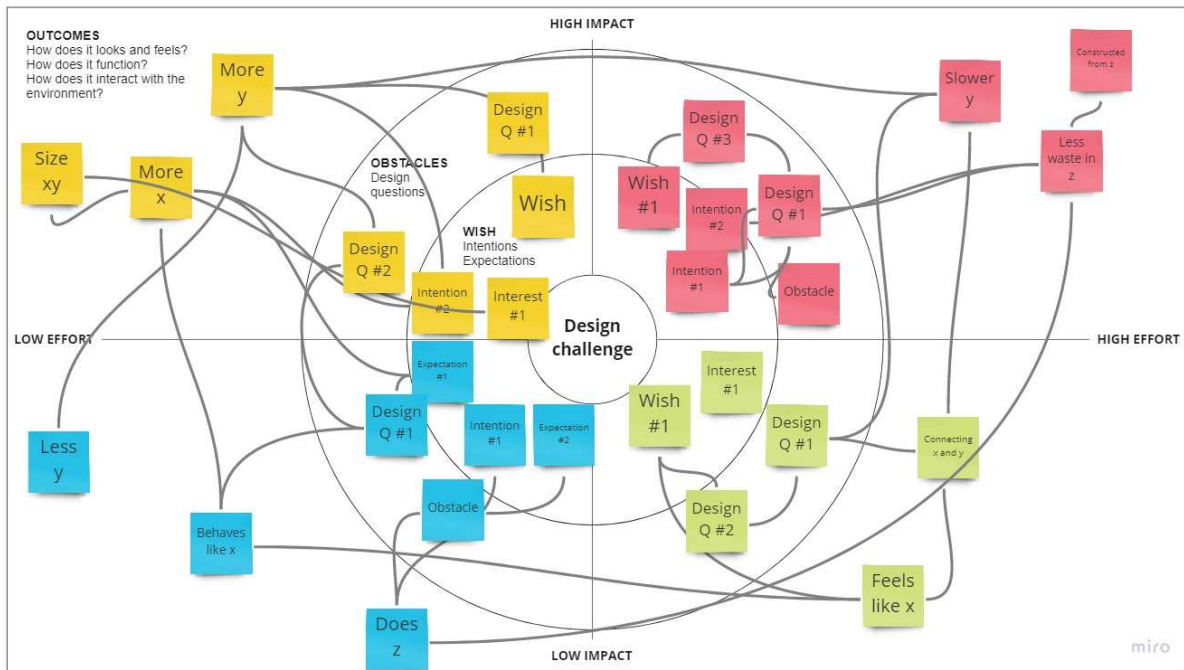 HIGH IMPACT
OUTCOMES
How does it looks and feels?
How does it function?
How does it interact with the
environment?
More
y
Design
Q #1
Size
xy
More
x
OBSTACLES
Design
questions
Wish
WISH
Intentions
Expectations
Design
Q #2
Intention
#2
Interest
#1
Slower
y
Constructed
from z
Design
Q #3
Less
waste in
z
Wish
#1
Intention
#2
Design
Q #1
Intention
#1
Obstacle
LOW EFFORT
Design
challenge
HIGH EFFORT
Expectation
#1
Design
Q #1
Intention
#1
Expectation
#2
Less
y
Obstacle
Behaves
like x
Does
z
Interest
#1
Wish
#1
Design
Q #1
Connecting
x and y
Design
Q #2
Feels
like x
LOW IMPACT
miro